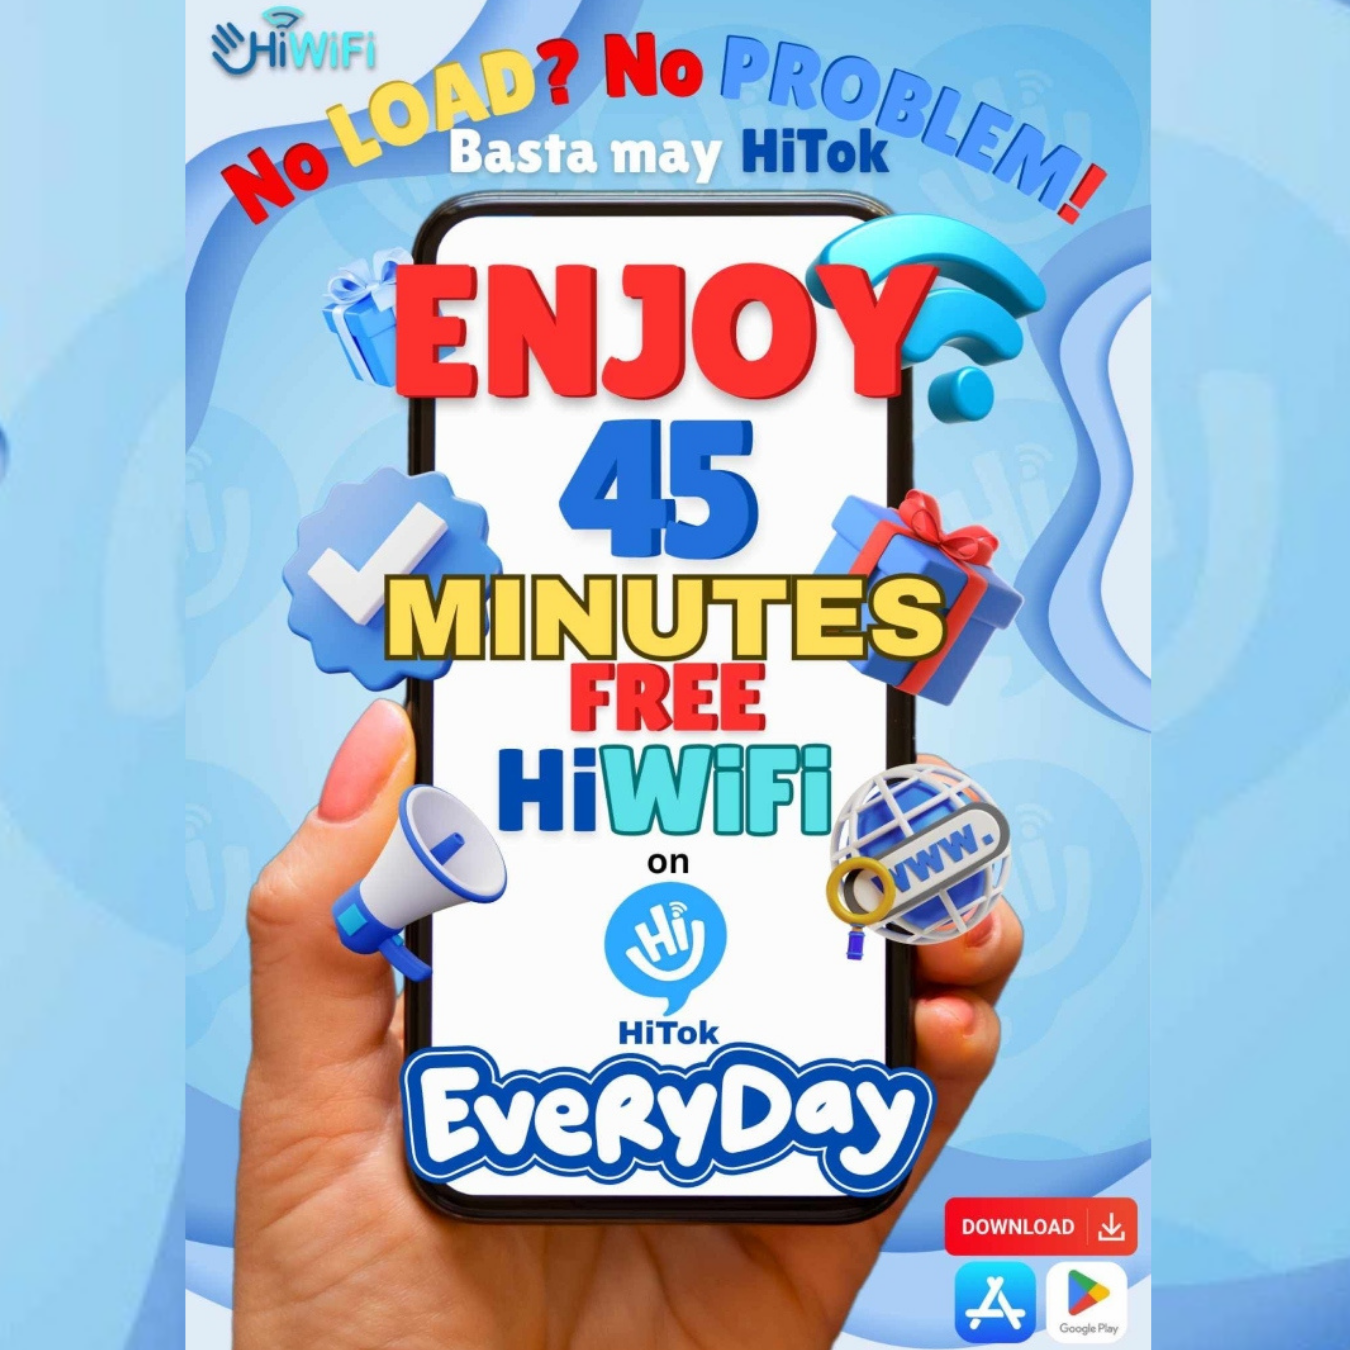 HiWiFi
No LOAD? No PROBLEM!
Basta may HiTok
ENJOY
45
MINUTES
FREE
HiWiFi
www.
on
Hi
HiTok
EveRyDay
DOWNLOAD
Google Play